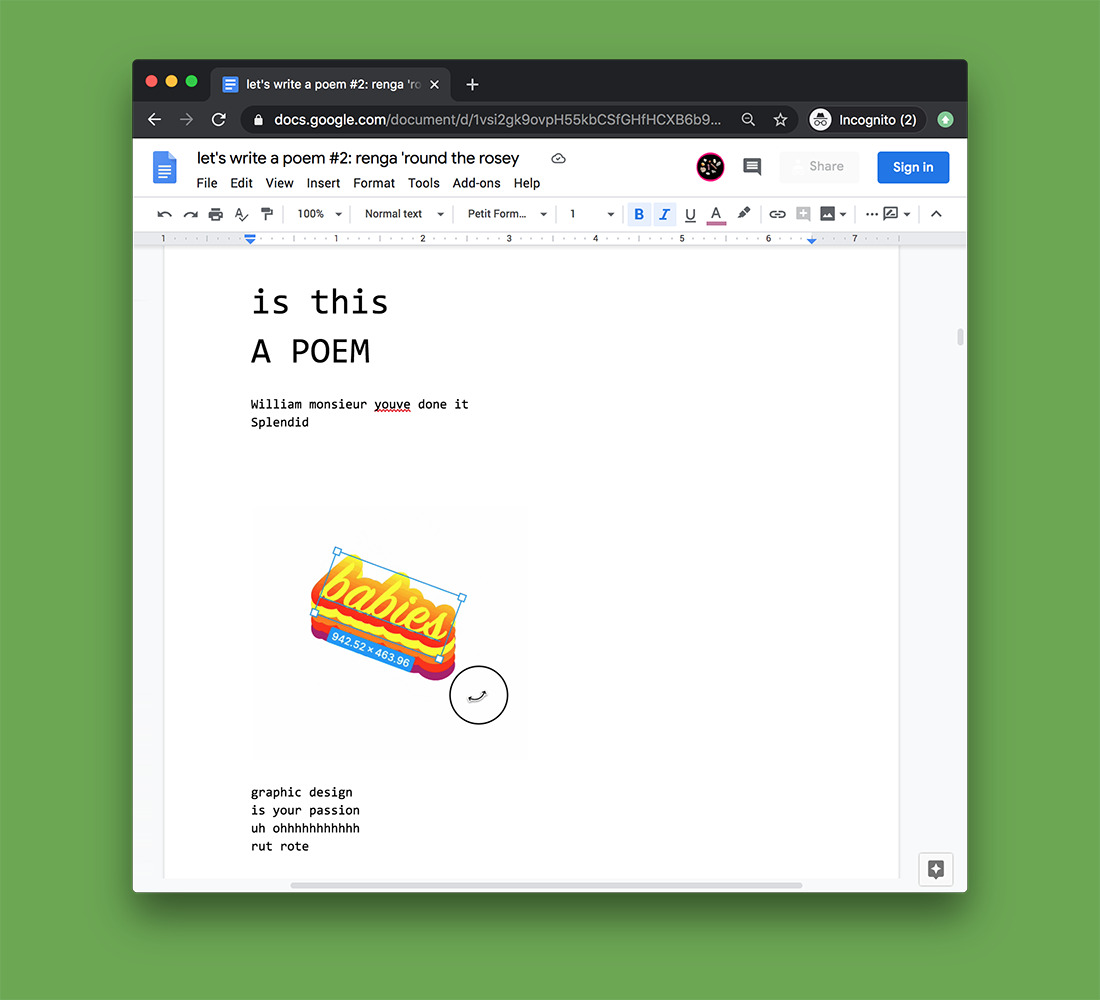 let's write a poem #2: renga 'ro
docs.google.com/document/d/1vsi2gk9ovpH55kbCSfGHfHCXB6b9...
Incognito (2)
let's write a poem #2: renga 'round the rosey
Share
Sign in
File Edit View Insert Format Tools Add-ons Help
100% Normal text Petit Form... 1 B I U A
1 1 2 3 4 5 6 7
is this
A POEM
William monsieur youve done it
Splendid
babies
942.52 × 463.96
graphic design
is your passion
uh ohhhhhhhhhhh
rut rote